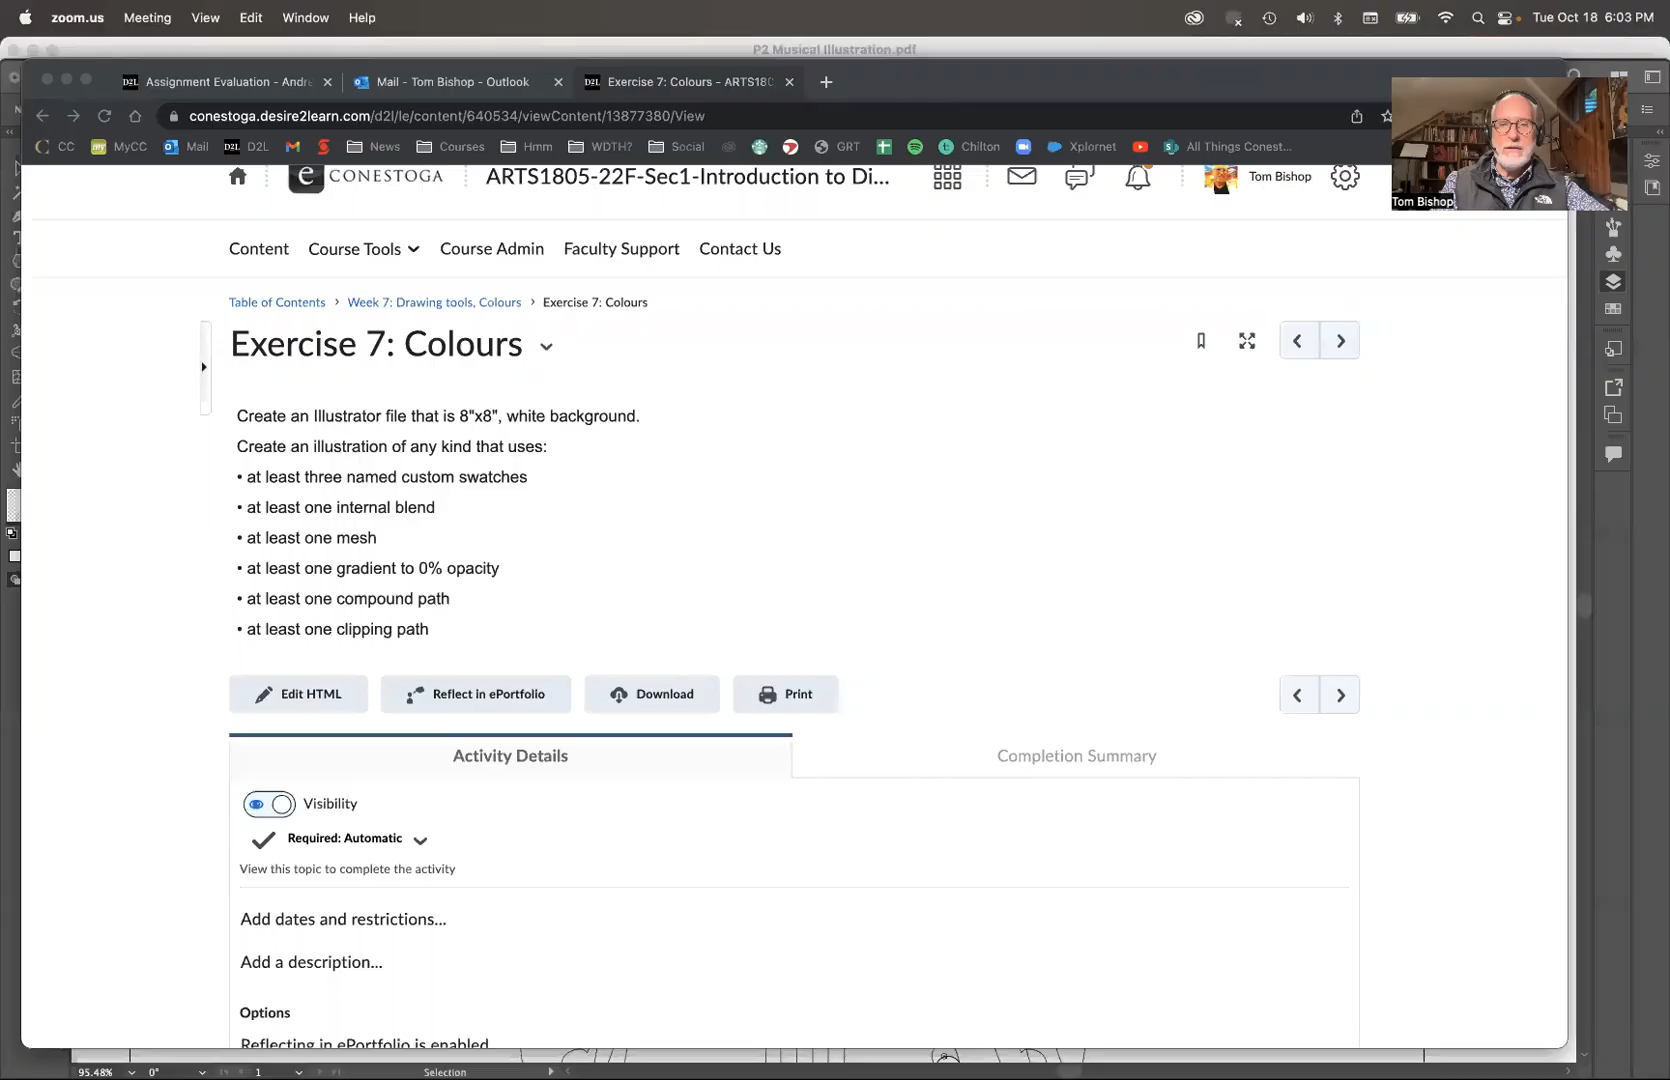 zoom.us Meeting View Edit Window Help Tue Oct 18 6:03 PM
P2 Musical Illustration.pdf
D2L Assignment Evaluation - Andre Mail - Tom Bishop - Outlook D2L Exercise 7: Colours - ARTS180
conestoga.desire2learn.com/d2l/le/content/640534/viewContent/13877380/View
CC MyCC Mail D2L D2L News Courses Hmm WDTH? Social GRT Chilton Xplornet All Things Conest...
CONESTOGA ARTS1805-22F-Sec1-Introduction to Di... Tom Bishop
Tom Bishop
Content Course Tools Course Admin Faculty Support Contact Us
Table of Contents › Week 7: Drawing tools, Colours › Exercise 7: Colours
Exercise 7: Colours
Create an Illustrator file that is 8"x8", white background.
Create an illustration of any kind that uses:
• at least three named custom swatches
• at least one internal blend
• at least one mesh
• at least one gradient to 0% opacity
• at least one compound path
• at least one clipping path
Edit HTML Reflect in ePortfolio Download Print
Activity Details Completion Summary
Visibility
Required: Automatic
View this topic to complete the activity
Add dates and restrictions...
Add a description...
Options
Reflecting in ePortfolio is enabled
95.48% 0° 1 Selection